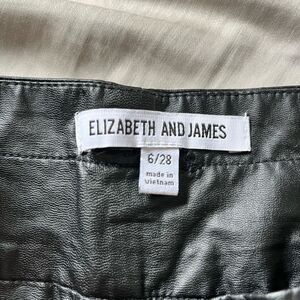 ELIZABETH AND JAMES
6/28
made in
vietnam